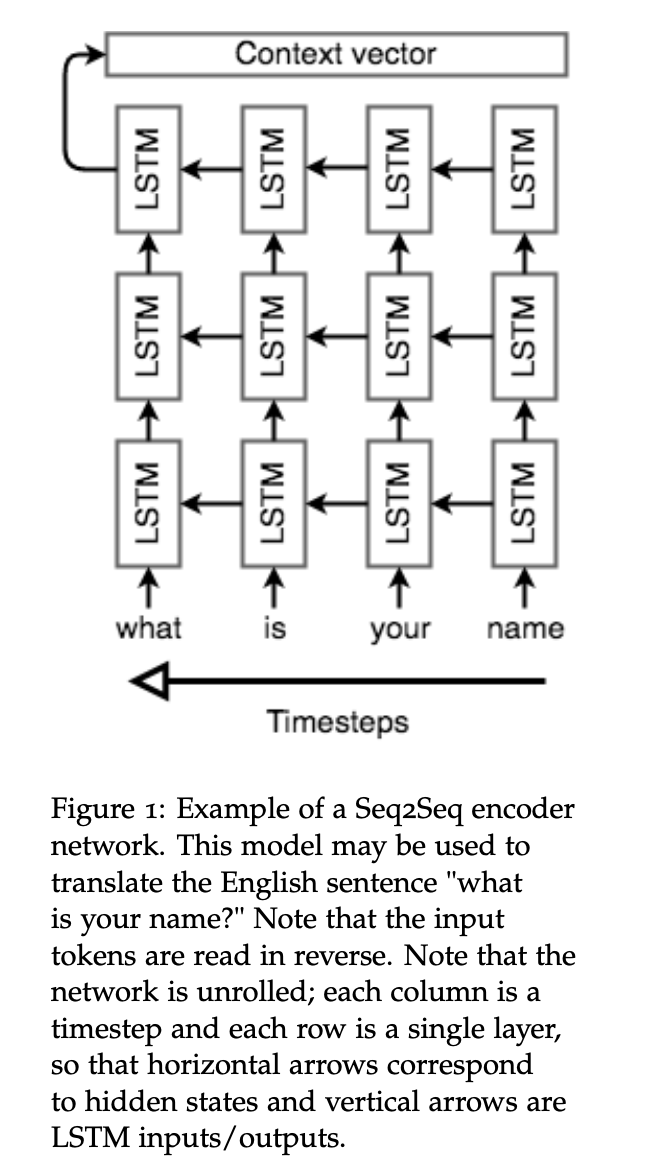 Context vector
LSTM LSTM LSTM LSTM
LSTM LSTM LSTM LSTM
LSTM LSTM LSTM LSTM
what is your name
Timesteps
Figure 1: Example of a Seq2Seq encoder
network. This model may be used to
translate the English sentence "what
is your name?" Note that the input
tokens are read in reverse. Note that the
network is unrolled; each column is a
timestep and each row is a single layer,
so that horizontal arrows correspond
to hidden states and vertical arrows are
LSTM inputs/outputs.